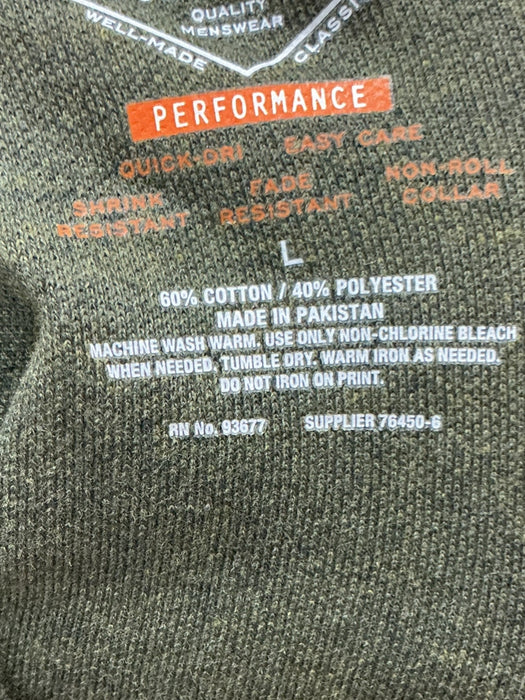 QUALITY
MENSWEAR
WELL-MADE
CLASSIC
PERFORMANCE
QUICK-DRI EASY CARE
SHRINK RESISTANT
FADE RESISTANT
NON-ROLL COLLAR
L
60% COTTON / 40% POLYESTER
MADE IN PAKISTAN
MACHINE WASH WARM. USE ONLY NON-CHLORINE BLEACH
WHEN NEEDED. TUMBLE DRY. WARM IRON AS NEEDED.
DO NOT IRON ON PRINT.
RN No. 93677 SUPPLIER 76450-6